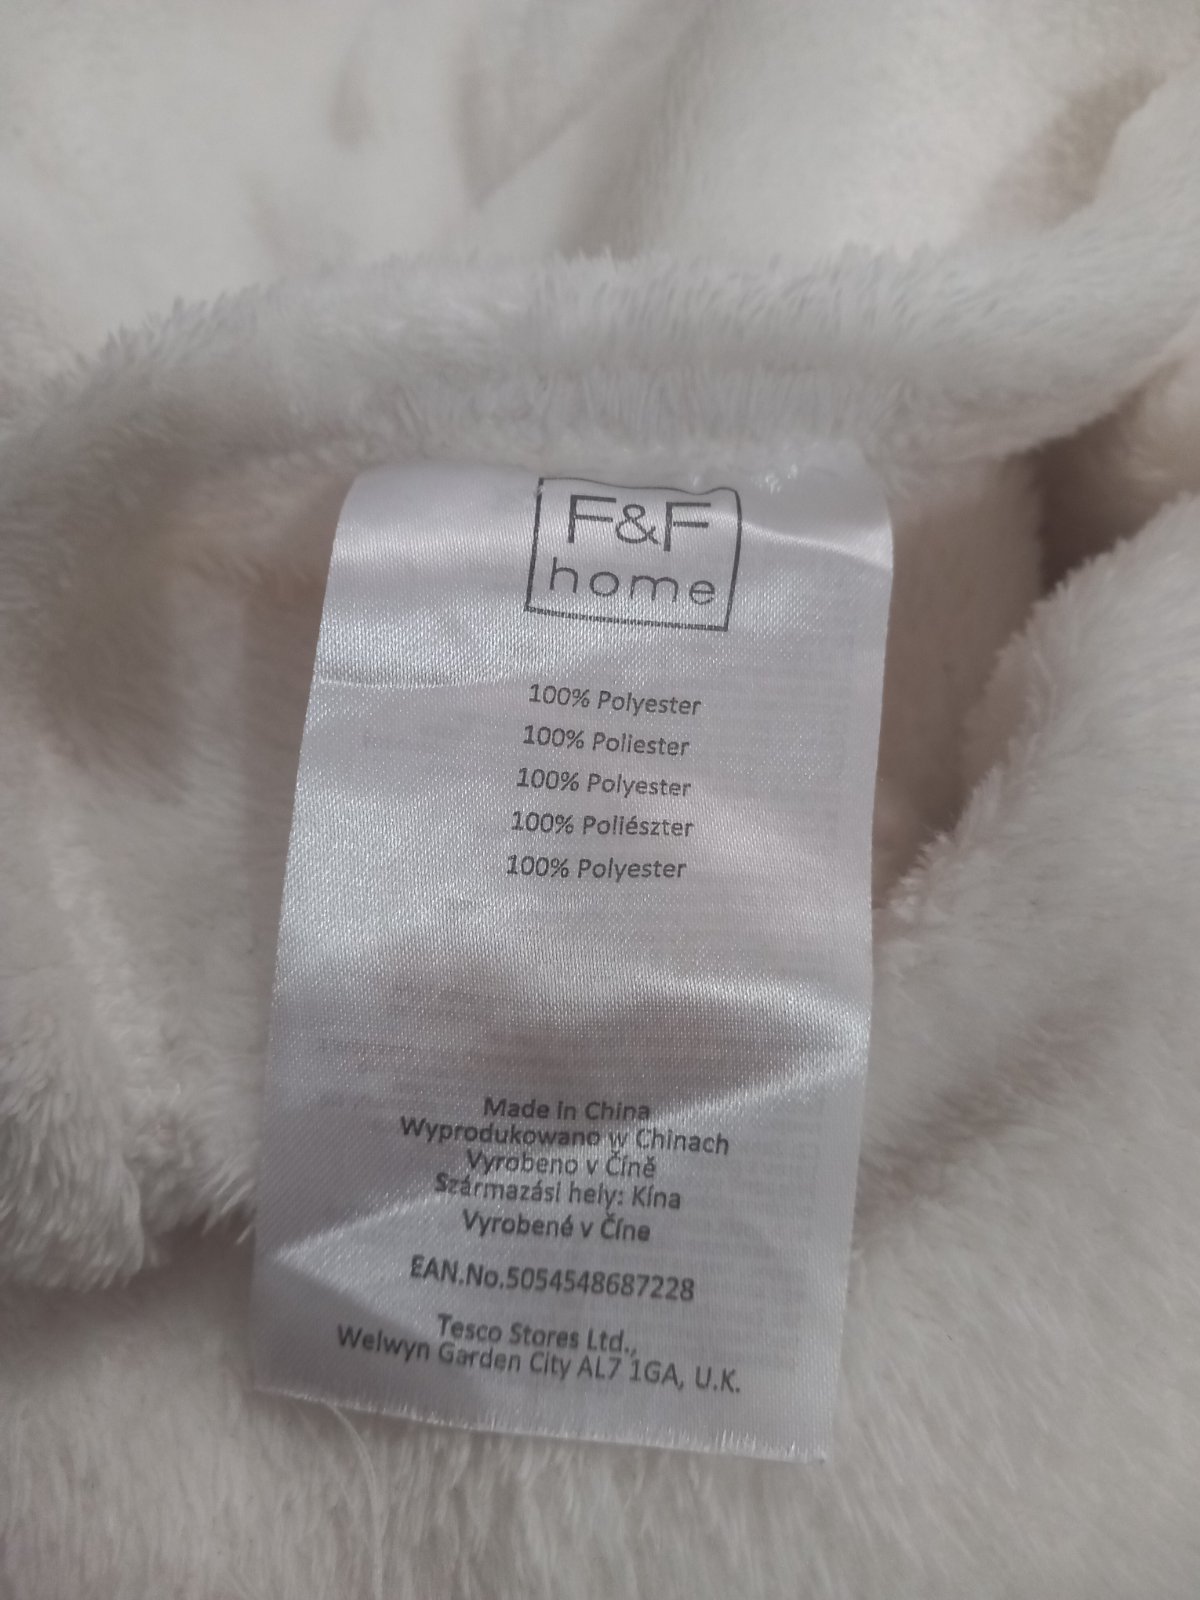 F&F
home
100% Polyester
100% Poliester
100% Polyester
100% Poliészter
100% Polyester
Made in China
Wyprodukowano w Chinach
Vyrobeno v Číně
Származási hely: Kína
Vyrobené v Číne
EAN.No.5054548687228
Tesco Stores Ltd.,
Welwyn Garden City AL7 1GA, U.K.